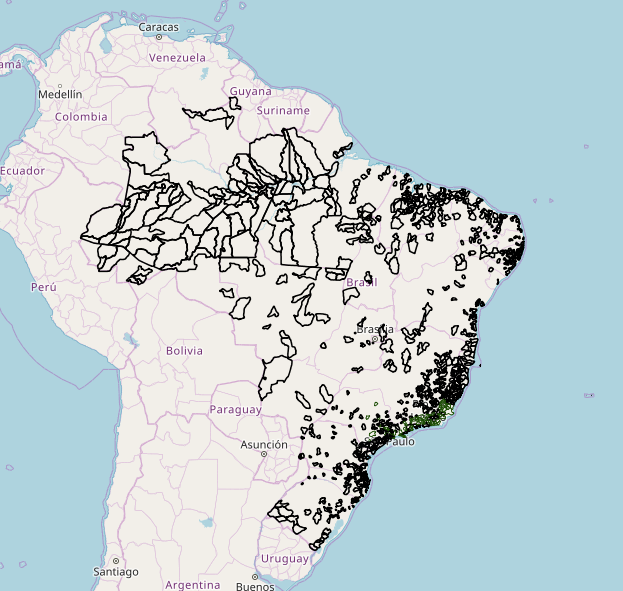 Caracas
Venezuela
amá
Medellín
Guyana
Suriname
Colombia
Ecuador
Perú
Brasil
Brasília
Bolivia
Paraguay
Paulo
Asunción
Uruguay
Santiago
Argentina
Buenos